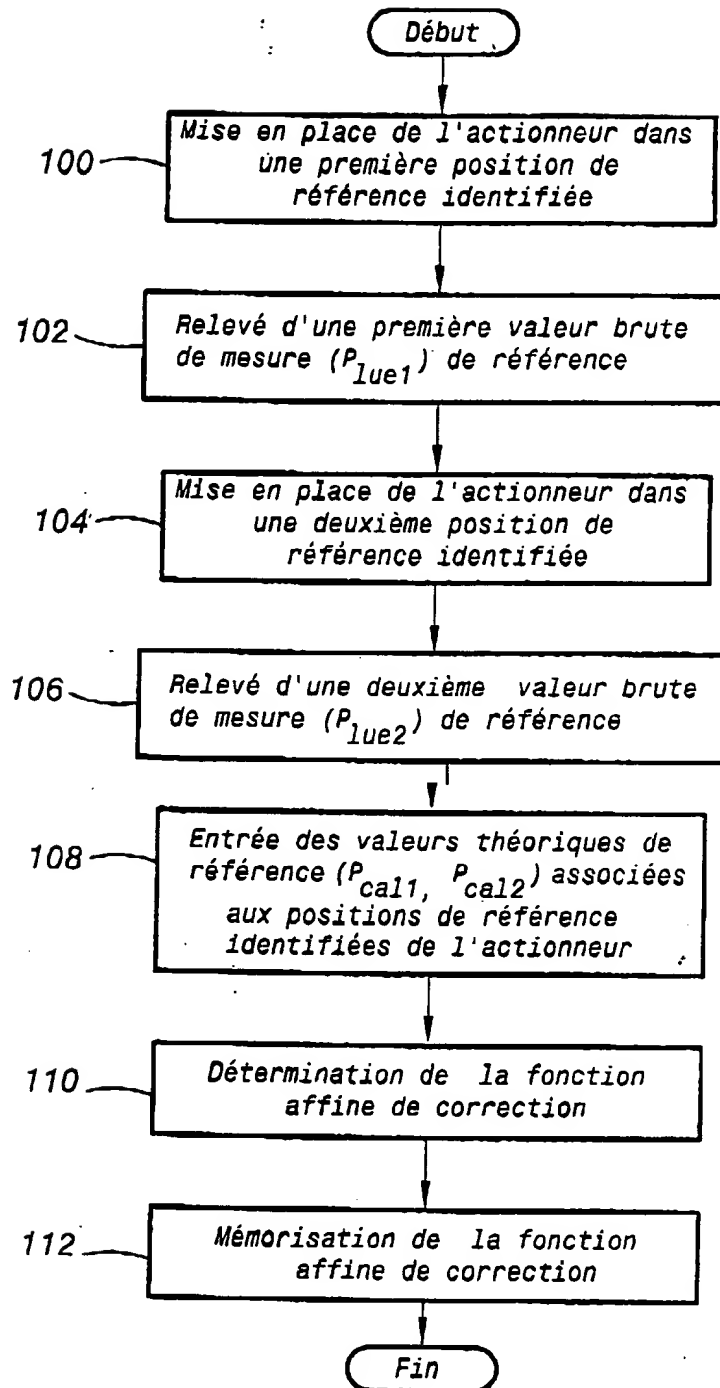 Début
100
Mise en place de l'actionneur dans
une première position de
référence identifiée
102
Relevé d'une première valeur brute
de mesure (P_lue1) de référence
104
Mise en place de l'actionneur dans
une deuxième position de
référence identifiée
106
Relevé d'une deuxième valeur brute
de mesure (P_lue2) de référence
108
Entrée des valeurs théoriques de
référence (P_cal1, P_cal2) associées
aux positions de référence
identifiées de l'actionneur
110
Détermination de la fonction
affine de correction
112
Mémorisation de la fonction
affine de correction
Fin